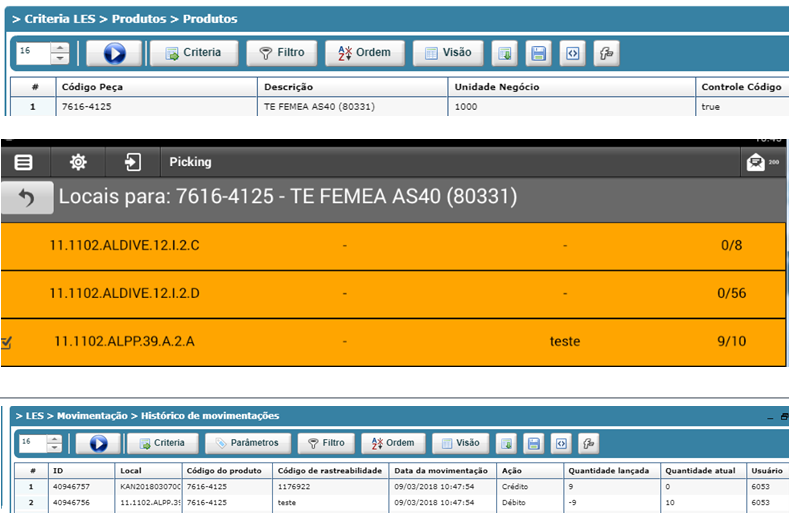 > Criteria LES > Produtos > Produtos
16 Criteria Filtro Ordem Visão
# Código Peça Descrição Unidade Negócio Controle Código
1 7616-4125 TE FEMEA AS40 (80331) 1000 true
Picking 200
Locais para: 7616-4125 - TE FEMEA AS40 (80331)
11.1102.ALDIVE.12.I.2.C - - 0/8
11.1102.ALDIVE.12.I.2.D - - 0/56
11.1102.ALPP.39.A.2.A - teste 9/10
> LES > Movimentação > Histórico de movimentações
16 Criteria Parâmetros Filtro Ordem Visão
# ID Local Código do produto Código de rastreabilidade Data da movimentação Ação Quantidade lançada Quantidade atual Usuário
1 40946757 KAN20180307OC 7616-4125 1176922 09/03/2018 10:47:54 Crédito 9 0 6053
2 40946756 11.1102.ALPP.39 7616-4125 teste 09/03/2018 10:47:54 Débito -9 10 6053